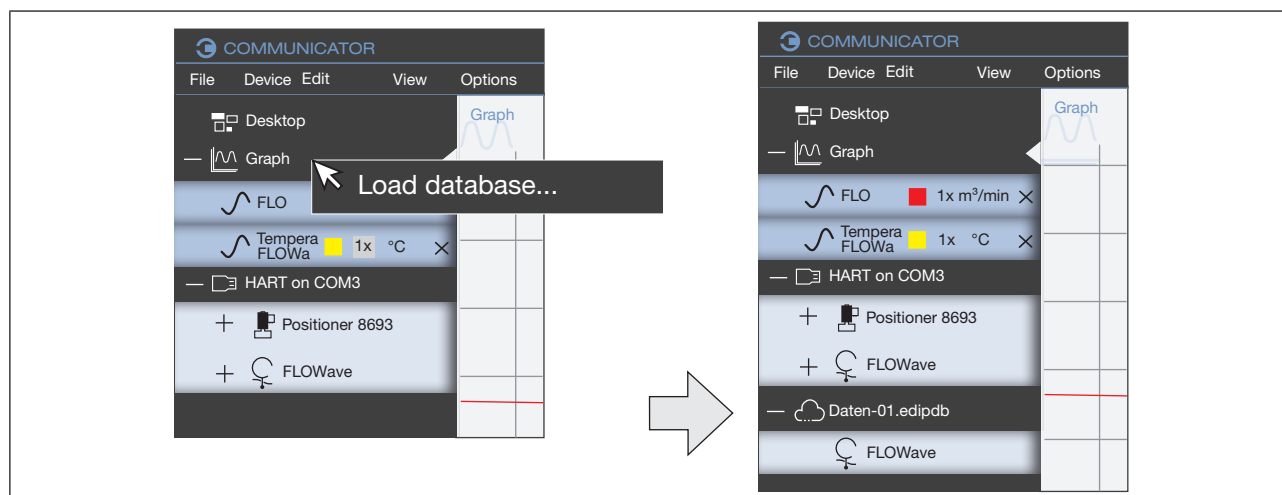 COMMUNICATOR
File Device Edit View Options
Desktop
Graph
Graph
Load database...
FLO
Tempera
FLOWa
1x °C
HART on COM3
Positioner 8693
FLOWave
COMMUNICATOR
File Device Edit View Options
Desktop
Graph
Graph
FLO 1x m³/min
Tempera
FLOWa
1x °C
HART on COM3
Positioner 8693
FLOWave
Daten-01.edipdb
FLOWave